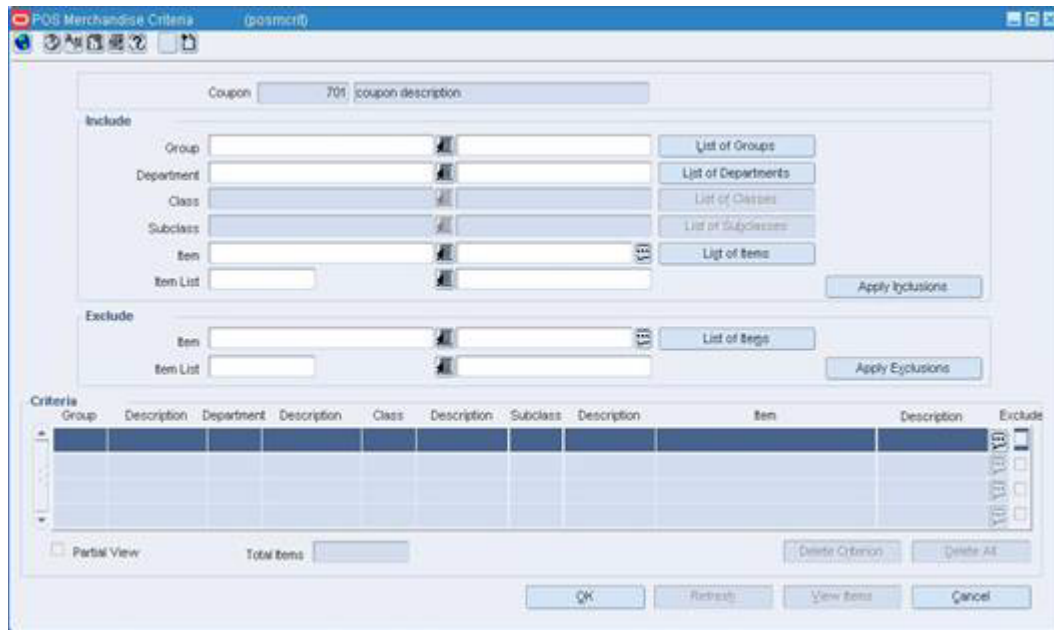 POS Merchandise Criteria (posmcrit)
Coupon 701 coupon description
Include
Group List of Groups
Department List of Departments
Class List of Classes
Subclass List of Subclasses
Item List of Items
Item List
Apply Inclusions
Exclude
Item List of Items
Item List Apply Exclusions
Criteria
Group Description Department Description Class Description Subclass Description Item Description Exclude
Partial View Total Items Delete Criterion Delete All
OK Refresh View Items Cancel